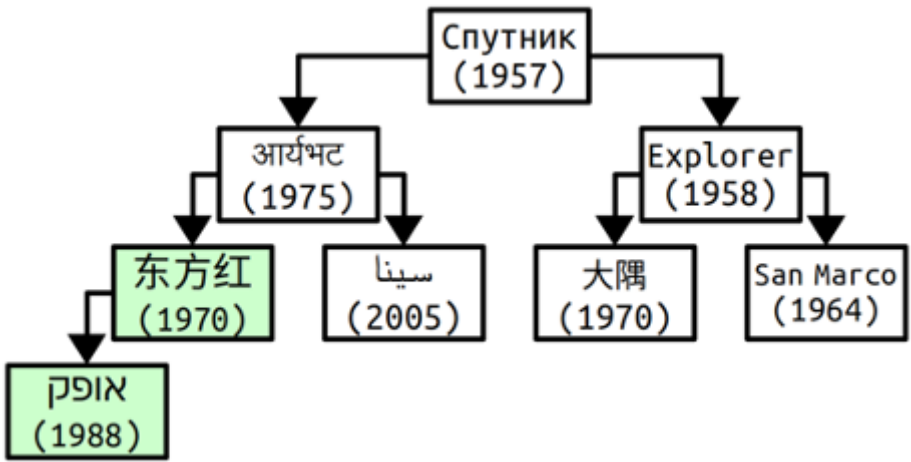 Спутник
(1957)
आर्यभट
(1975)
Explorer
(1958)
东方红
(1970)
سينا
(2005)
大隅
(1970)
San Marco
(1964)
אופק
(1988)